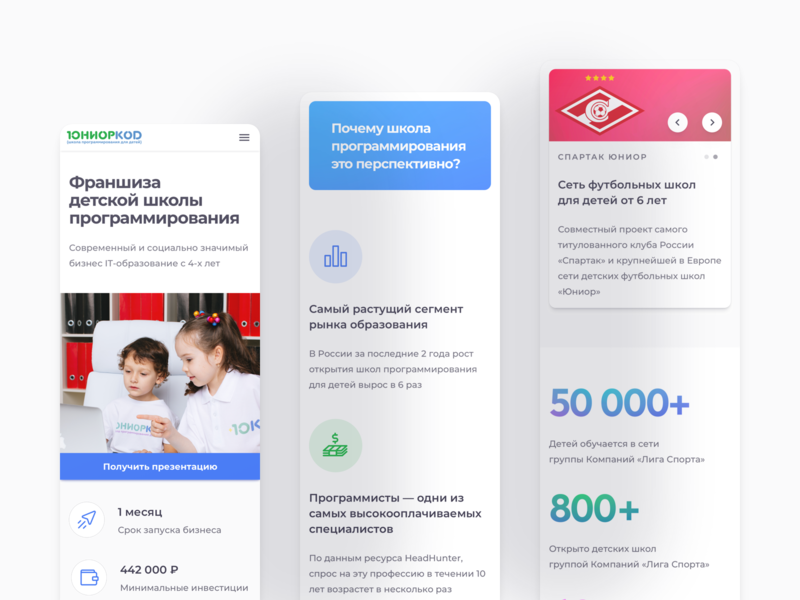 ЮНИОРKOD
школа программирования для детей
Франшиза
детской школы
программирования
Современный и социально значимый
бизнес IT-образование с 4-х лет
ЮНИОРK
10K
Получить презентацию
1 месяц
Срок запуска бизнеса
442 000 ₽
Минимальные инвестиции
Почему школа
программирования
это перспективно?
Самый растущий сегмент
рынка образования
В России за последние 2 года рост
открытия школ программирования
для детей вырос в 6 раз
$
Программисты — одни из
самых высокооплачиваемых
специалистов
По данным ресурса HeadHunter,
спрос на эту профессию в течении 10
лет возрастет в несколько раз
СПАРТАК ЮНИОР
Сеть футбольных школ
для детей от 6 лет
Совместный проект самого
титулованного клуба России
«Спартак» и крупнейшей в Европе
сети детских футбольных школ
«Юниор»
50 000+
Детей обучается в сети
группы Компаний «Лига Спорта»
800+
Открыто детских школ
группой Компаний «Лига Спорта»